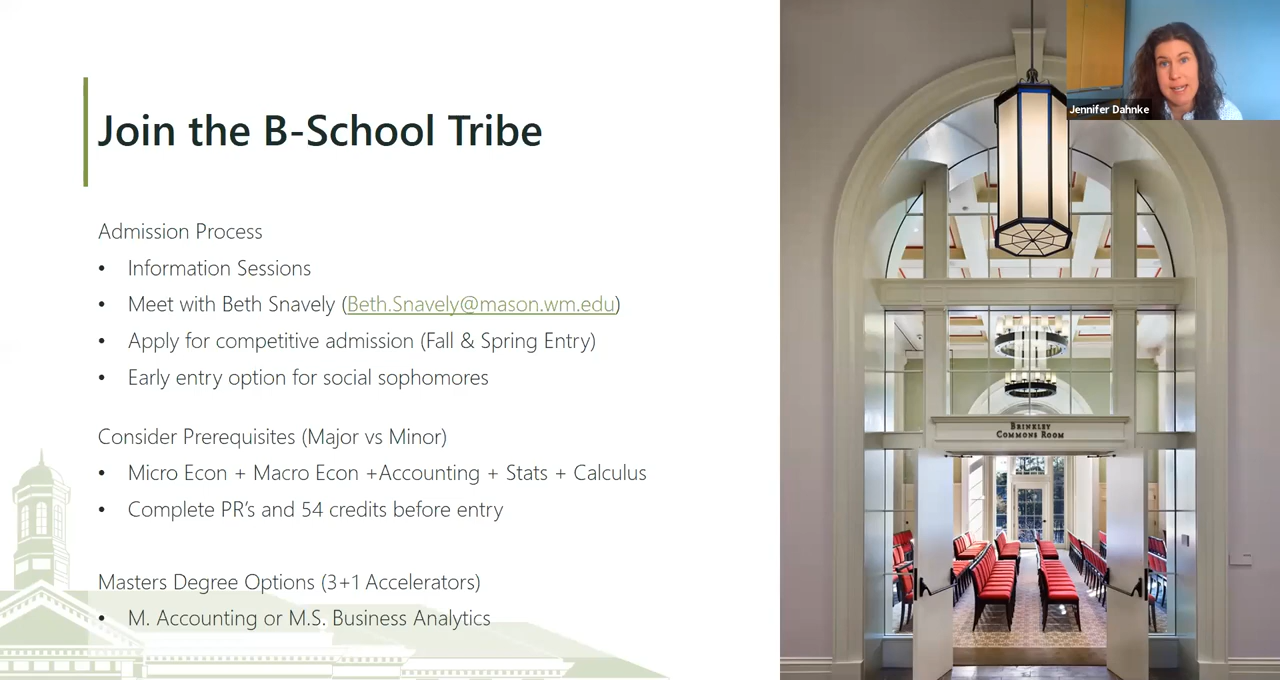 Join the B-School Tribe
Admission Process
• Information Sessions
• Meet with Beth Snavely (Beth.Snavely@mason.wm.edu)
• Apply for competitive admission (Fall & Spring Entry)
• Early entry option for social sophomores
Consider Prerequisites (Major vs Minor)
• Micro Econ + Macro Econ +Accounting + Stats + Calculus
• Complete PR’s and 54 credits before entry
Masters Degree Options (3+1 Accelerators)
• M. Accounting or M.S. Business Analytics
Jennifer Dahnke
BRINKLEY
COMMONS ROOM